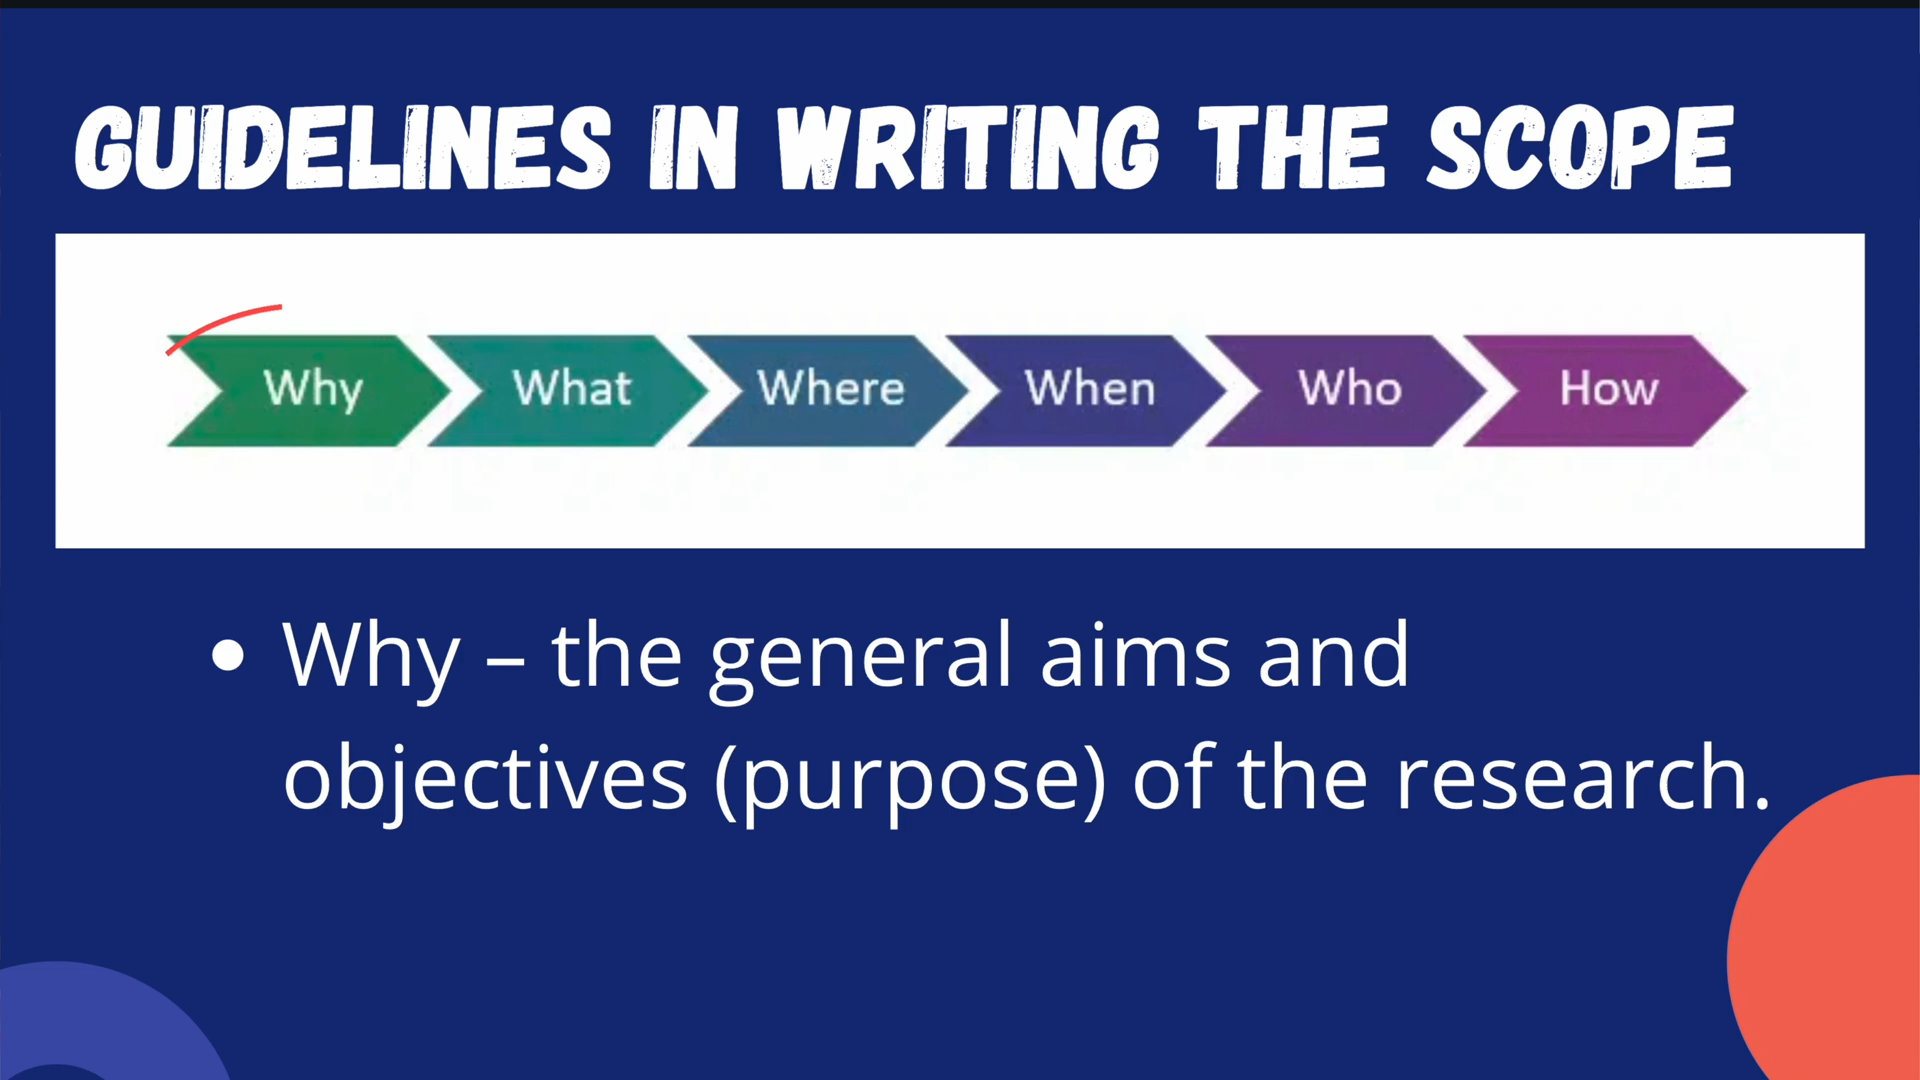 GUIDELINES IN WRITING THE SCOPE
Why What Where When Who How
• Why – the general aims and
objectives (purpose) of the research.